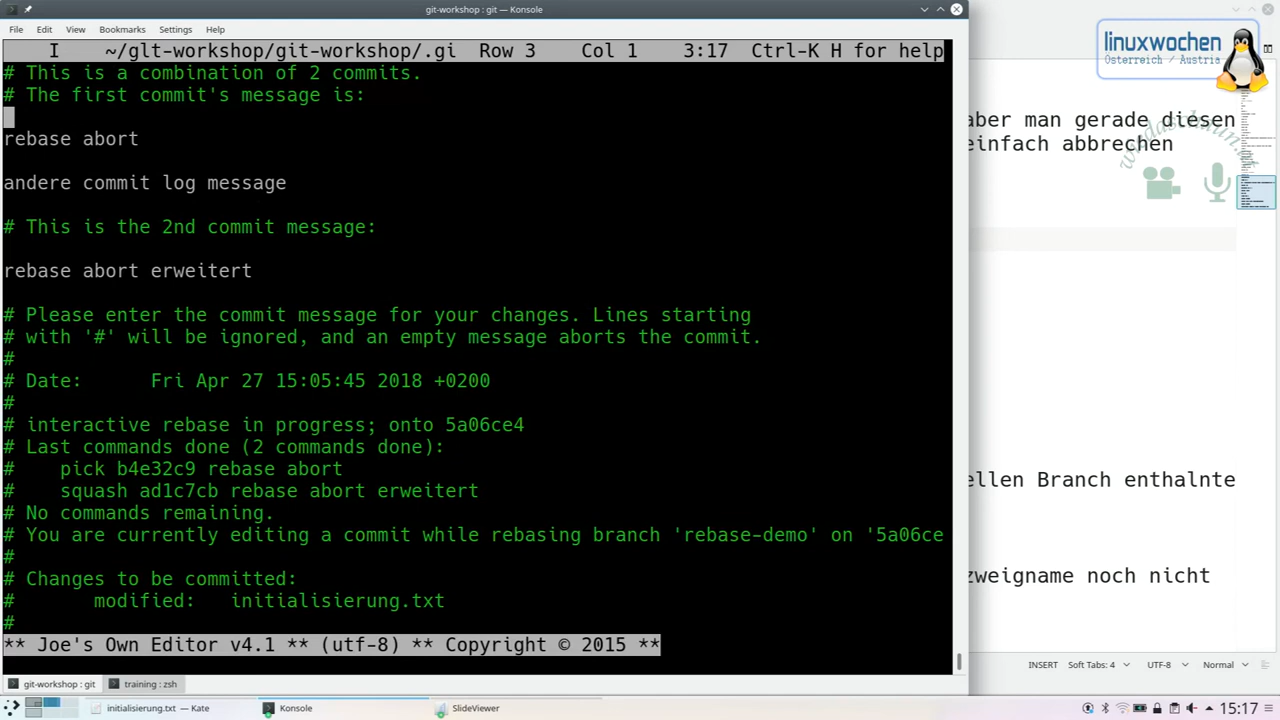 git-workshop : git — Konsole
File Edit View Bookmarks Settings Help
I ~/glt-workshop/git-workshop/.gi Row 3 Col 1 3:17 Ctrl-K H for help
# This is a combination of 2 commits.
# The first commit's message is:
rebase abort
andere commit log message
# This is the 2nd commit message:
rebase abort erweitert
# Please enter the commit message for your changes. Lines starting
# with '#' will be ignored, and an empty message aborts the commit.
#
# Date: Fri Apr 27 15:05:45 2018 +0200
#
# interactive rebase in progress; onto 5a06ce4
# Last commands done (2 commands done):
# pick b4e32c9 rebase abort
# squash ad1c7cb rebase abort erweitert
# No commands remaining.
# You are currently editing a commit while rebasing branch 'rebase-demo' on '5a06ce
#
# Changes to be committed:
# modified: initialisierung.txt
#
** Joe's Own Editor v4.1 ** (utf-8) ** Copyright © 2015 **
git-workshop : git training : zsh
linuxwochen
Österreich / Austria
aber man gerade diesen
einfach abbrechen
ellen Branch enthalnte
zweigname noch nicht
INSERT Soft Tabs: 4 UTF-8 Normal
initialisierung.txt — Kate Konsole SlideViewer 15:17